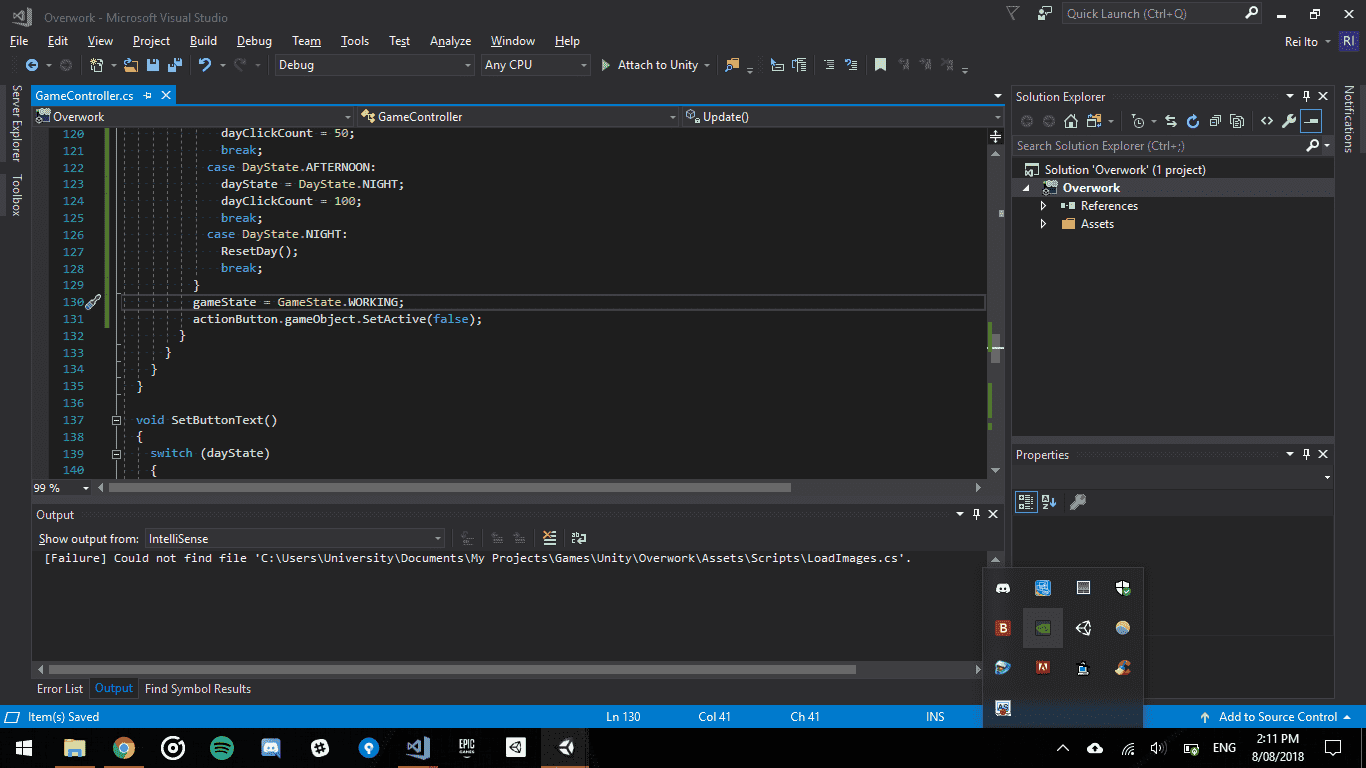 Overwork - Microsoft Visual Studio
Quick Launch (Ctrl+Q)
File Edit View Project Build Debug Team Tools Test Analyze Window Help
Rei Ito RI
Debug Any CPU Attach to Unity
Server Explorer
Toolbox
GameController.cs
Overwork GameController Update()
120 dayClickCount = 50;
121 break;
122 case DayState.AFTERNOON:
123 dayState = DayState.NIGHT;
124 dayClickCount = 100;
125 break;
126 case DayState.NIGHT:
127 ResetDay();
128 break;
129 }
130 gameState = GameState.WORKING;
131 actionButton.gameObject.SetActive(false);
132 }
133 }
134 }
135 }
136
137 void SetButtonText()
138 {
139 switch (dayState)
140 {
99 %
Output
Show output from: IntelliSense
[Failure] Could not find file 'C:\Users\University\Documents\My Projects\Games\Unity\Overwork\Assets\Scripts\LoadImages.cs'.
Error List Output Find Symbol Results
Solution Explorer
Search Solution Explorer (Ctrl+;)
Solution 'Overwork' (1 project)
Overwork
References
Assets
Properties
Notifications
B
AS
Item(s) Saved Ln 130 Col 41 Ch 41 INS Add to Source Control
EPIC GAMES
ENG
2:11 PM
8/08/2018